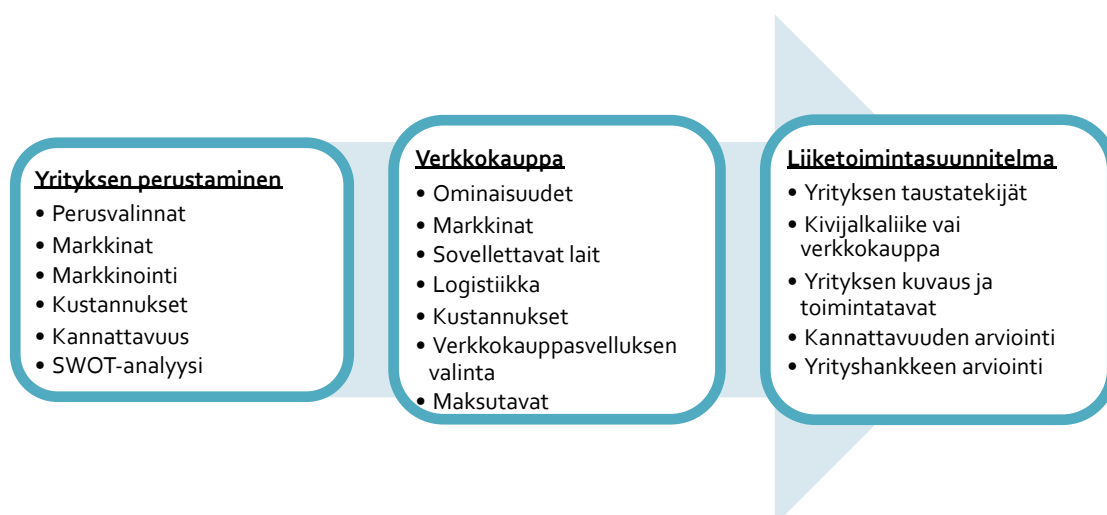 Yrityksen perustaminen
• Perusvalinnat
• Markkinat
• Markkinointi
• Kustannukset
• Kannattavuus
• SWOT-analyysi
Verkkokauppa
• Ominaisuudet
• Markkinat
• Sovellettavat lait
• Logistiikka
• Kustannukset
• Verkkokauppasvelluksen
valinta
• Maksutavat
Liiketoimintasuunnitelma
• Yrityksen taustatekijät
• Kivijalkaliike vai
verkkokauppa
• Yrityksen kuvaus ja
toimintatavat
• Kannattavuuden arviointi
• Yrityshankkeen arviointi